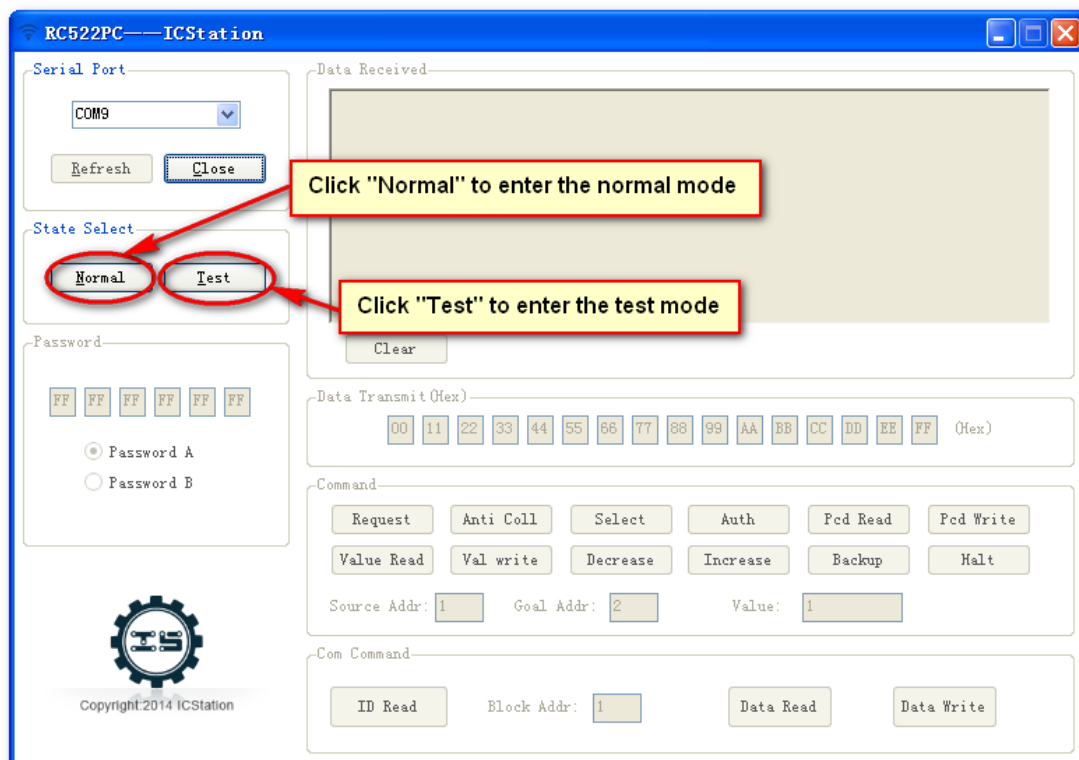 RC522PC——ICStation
Serial Port
COM9
Refresh Close
State Select
Normal Test
Password
FF FF FF FF FF FF
Password A
Password B
IS
Copyright:2014 ICStation
Data Received
Click "Normal" to enter the normal mode
Click "Test" to enter the test mode
Clear
Data Transmit(Hex)
00 11 22 33 44 55 66 77 88 99 AA BB CC DD EE FF (Hex)
Command
Request Anti Coll Select Auth Pcd Read Pcd Write
Value Read Val write Decrease Increase Backup Halt
Source Addr: 1 Goal Addr: 2 Value: 1
Com Command
ID Read Block Addr: 1 Data Read Data Write